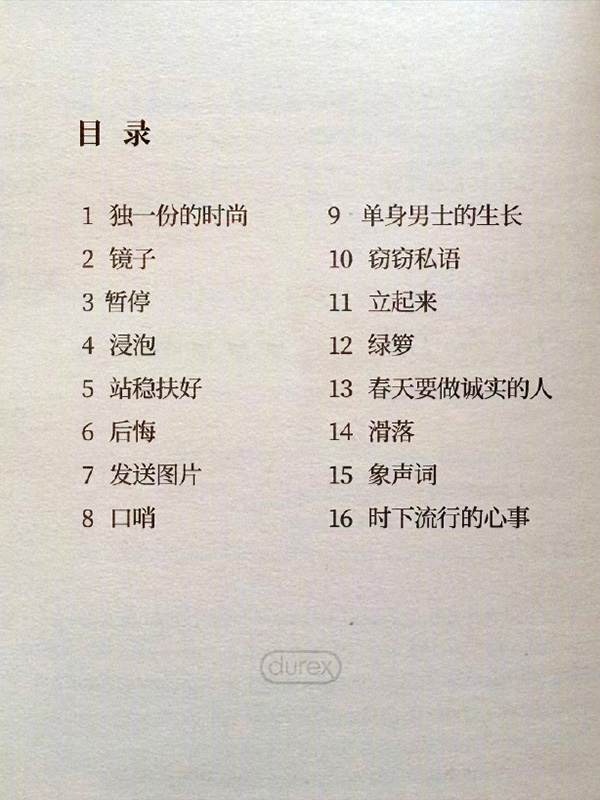 目 录
1 独一份的时尚
2 镜子
3 暂停
4 浸泡
5 站稳扶好
6 后悔
7 发送图片
8 口哨
9 单身男士的生长
10 窃窃私语
11 立起来
12 绿箩
13 春天要做诚实的人
14 滑落
15 象声词
16 时下流行的心事
durex